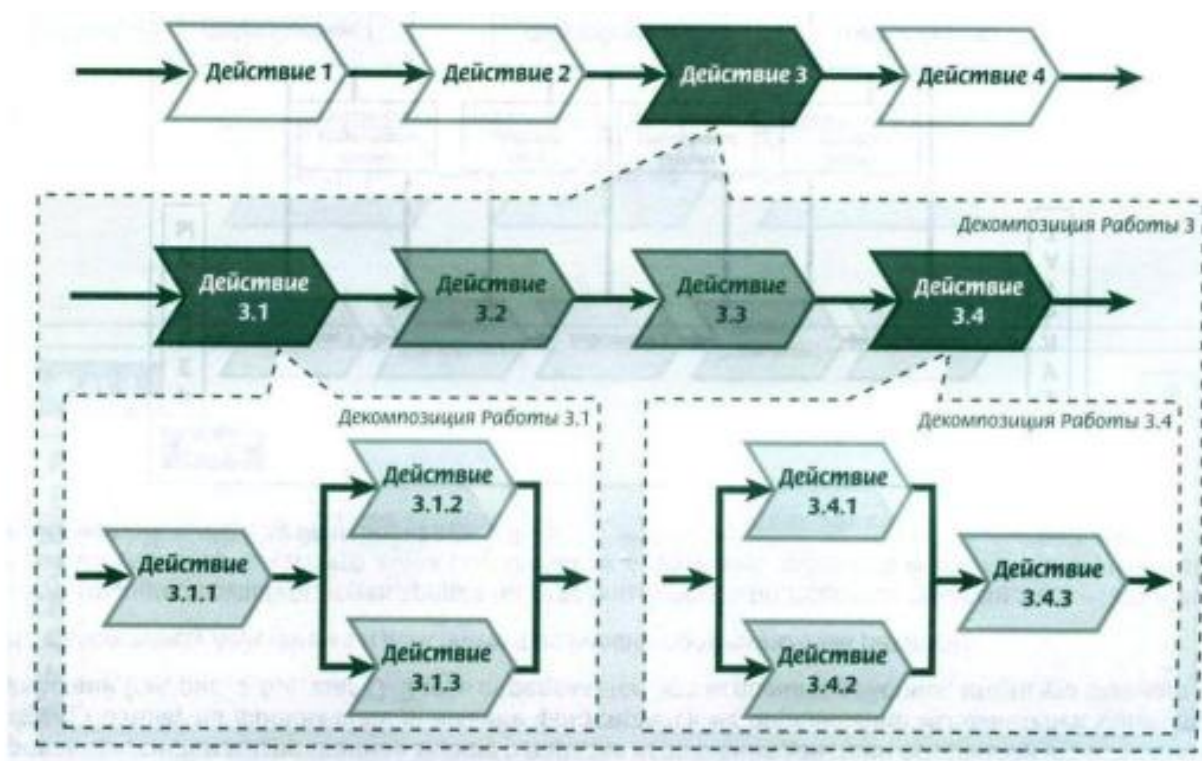 Действие 1
Действие 2
Действие 3
Действие 4
Декомпозиция Работы 3
Действие
3.1
Действие
3.2
Действие
3.3
Действие
3.4
Декомпозиция Работы 3.1
Действие
3.1.1
Действие
3.1.2
Действие
3.1.3
Декомпозиция Работы 3.4
Действие
3.4.1
Действие
3.4.2
Действие
3.4.3